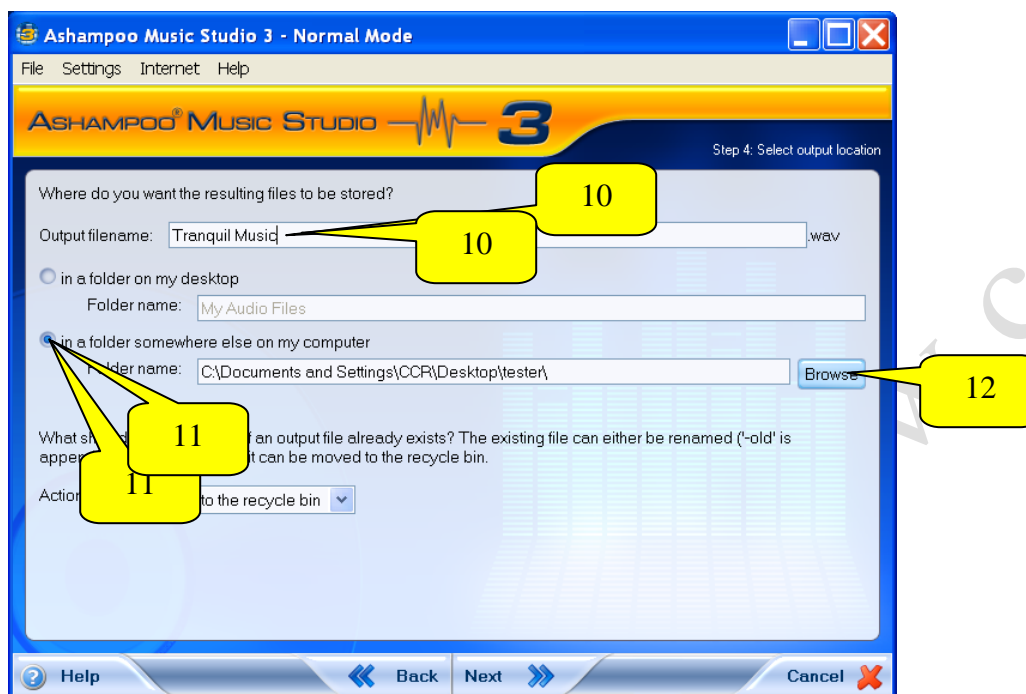 Ashampoo Music Studio 3 - Normal Mode
File Settings Internet Help
ASHAMPOO® MUSIC STUDIO 3
Step 4: Select output location
Where do you want the resulting files to be stored?
10
Output filename: Tranquil Music .wav
10
in a folder on my desktop
Folder name: My Audio Files
in a folder somewhere else on my computer
Folder name: C:\Documents and Settings\CCR\Desktop\tester\ Browse
12
What f an output file already exists? The existing file can either be renamed ('-old' is
11
it can be moved to the recycle bin.
11
Action to the recycle bin
Help Back Next Cancel